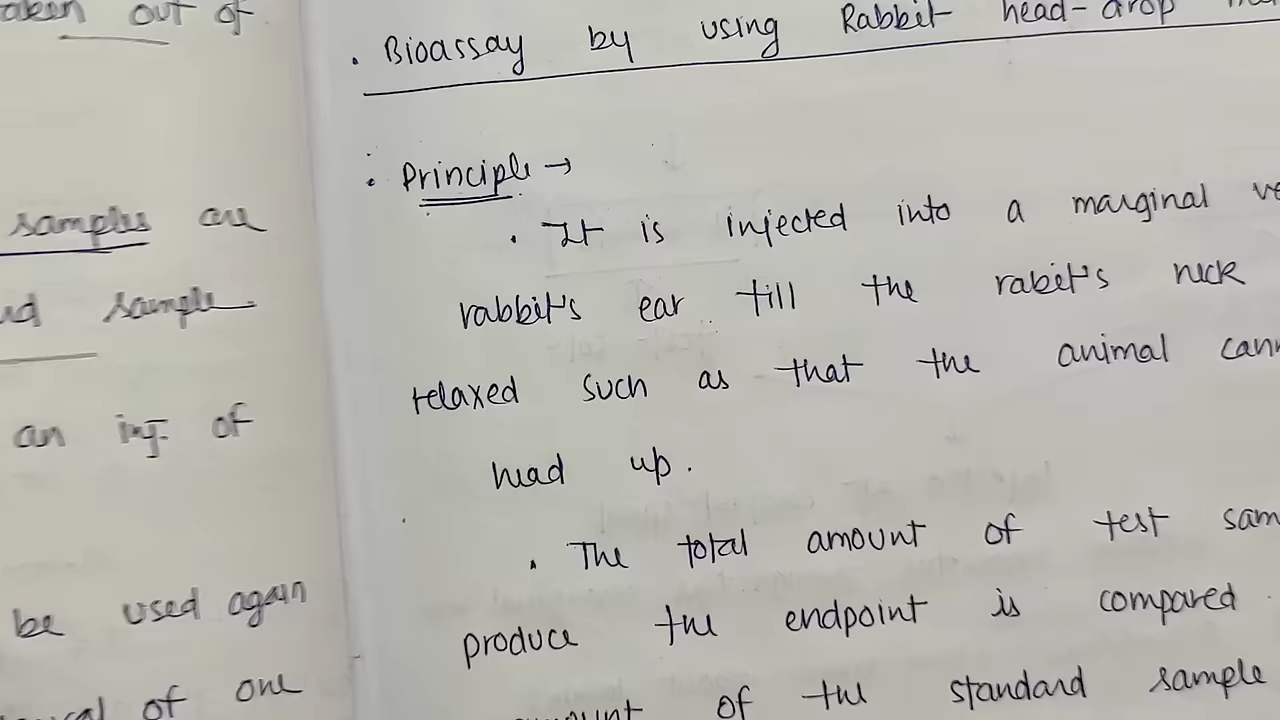 out of
samples are
sample
an inj. of
be used again
of one
. Bioassay by using Rabbit head-drop
: Principle →
. It is injected into a marginal
rabbit's ear till the rabit's neck
relaxed such as that the animal
head up.
. The total amount of test
produce the endpoint is compared
of the standard sample